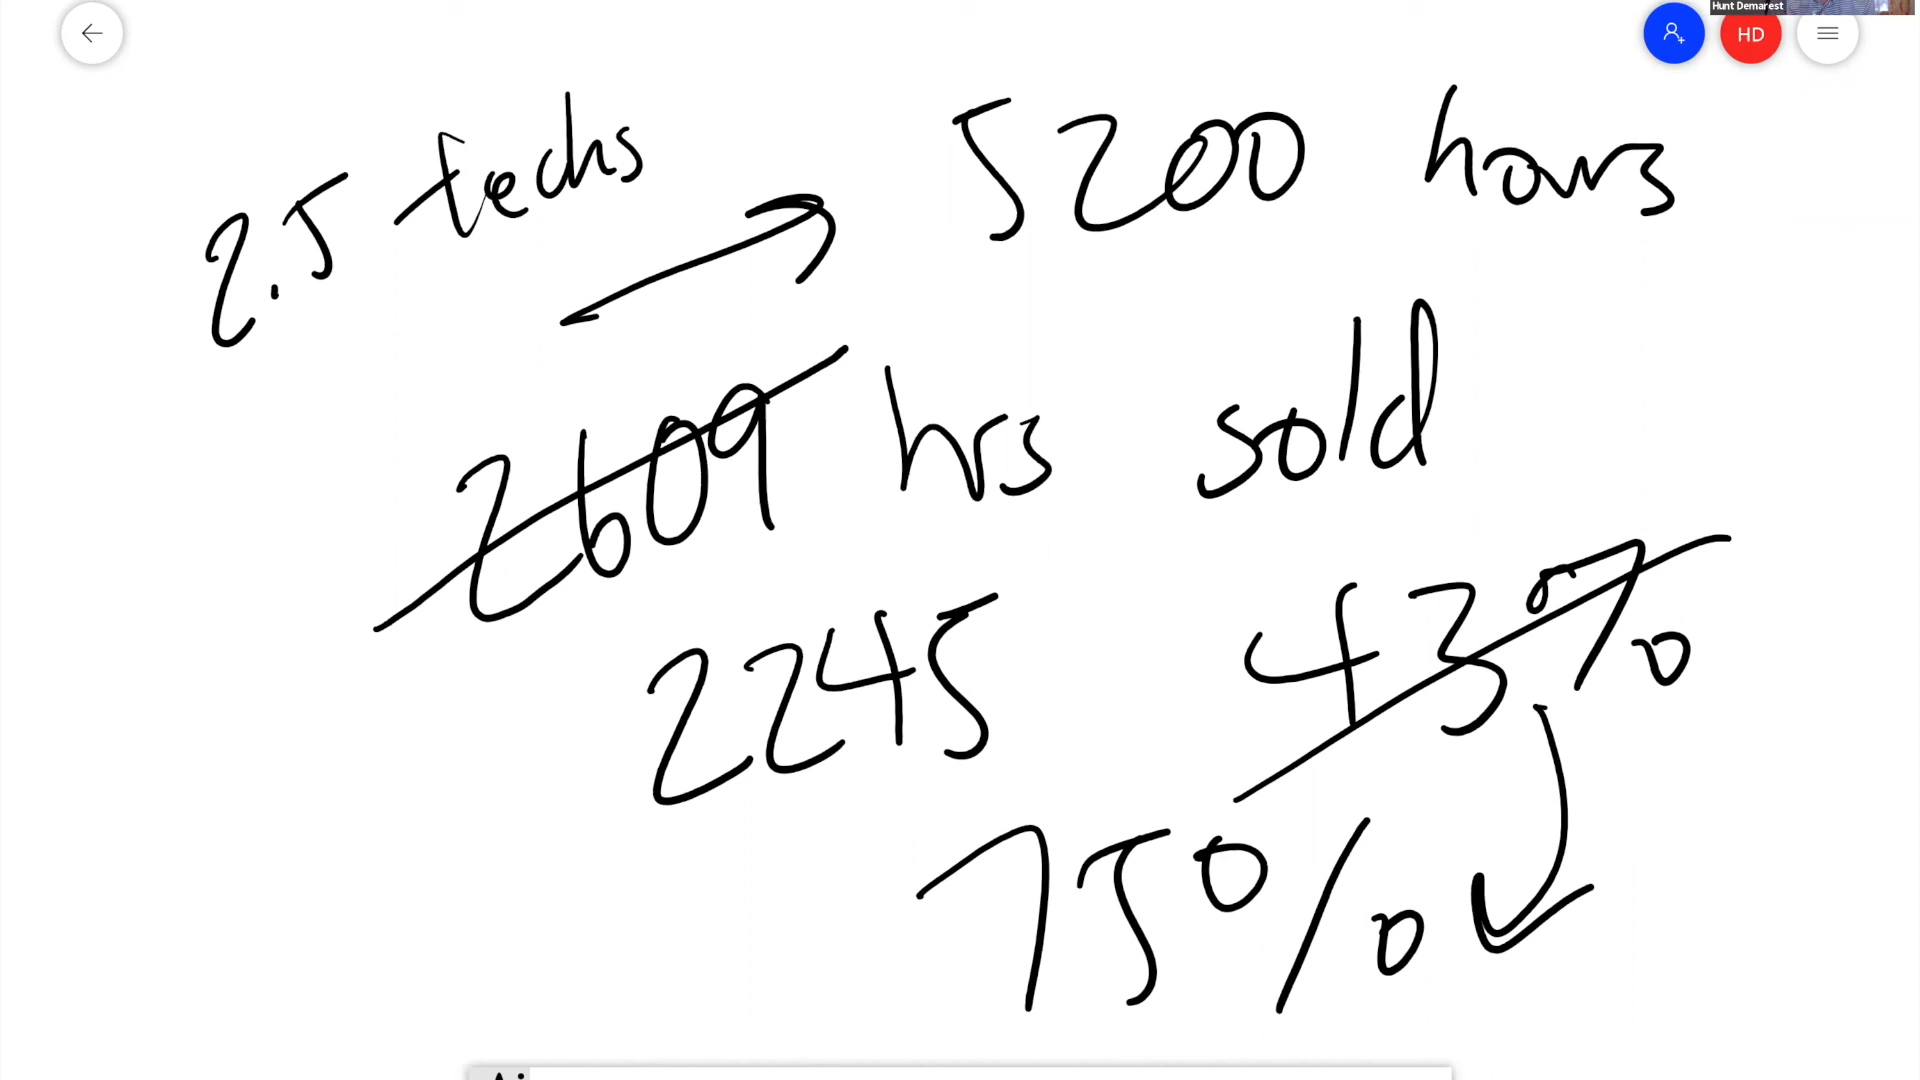 Hunt Demarest
HD
2.5 techs
5200 hours
2609 hrs sold
2245
43%
75%